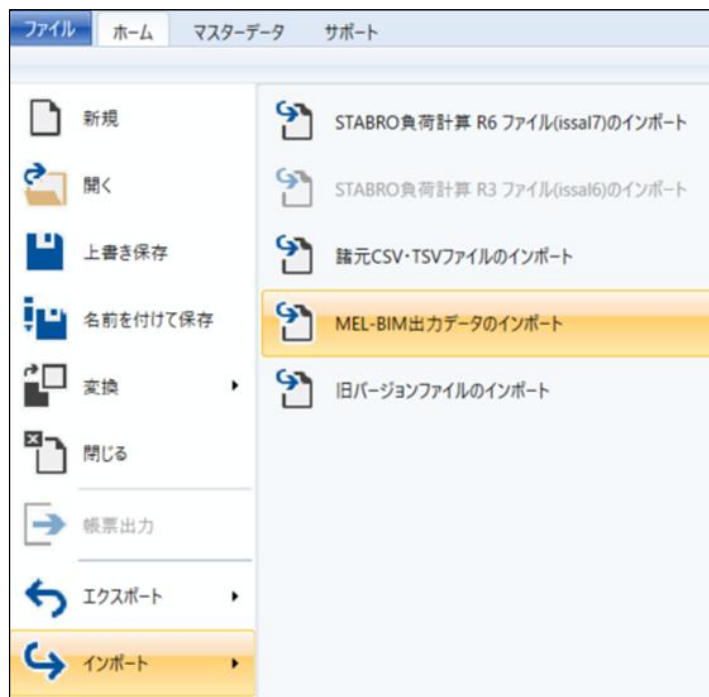 ファイル ホーム マスターデータ サポート
新規
開く
上書き保存
名前を付けて保存
変換
閉じる
帳票出力
エクスポート
インポート
STABRO負荷計算 R6 ファイル(issal7)のインポート
STABRO負荷計算 R3 ファイル(issal6)のインポート
諸元CSV・TSVファイルのインポート
MEL-BIM出力データのインポート
旧バージョンファイルのインポート